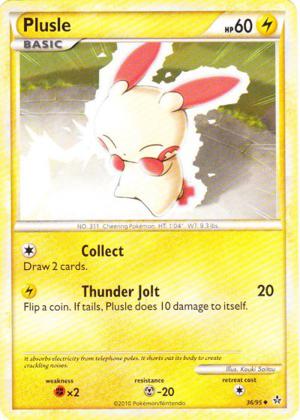 Plusle
HP 60
BASIC
NO. 311 Cheering Pokémon HT: 1'04" WT: 9.3 lbs.
Collect
Draw 2 cards.
Thunder Jolt 20
Flip a coin. If tails, Plusle does 10 damage to itself.
It absorbs electricity from telephone poles. It shorts out its body to create
crackling noises.
Illus. Kouki Saitou
weakness resistance retreat cost
×2 -20
36/95
©2010 Pokémon/Nintendo